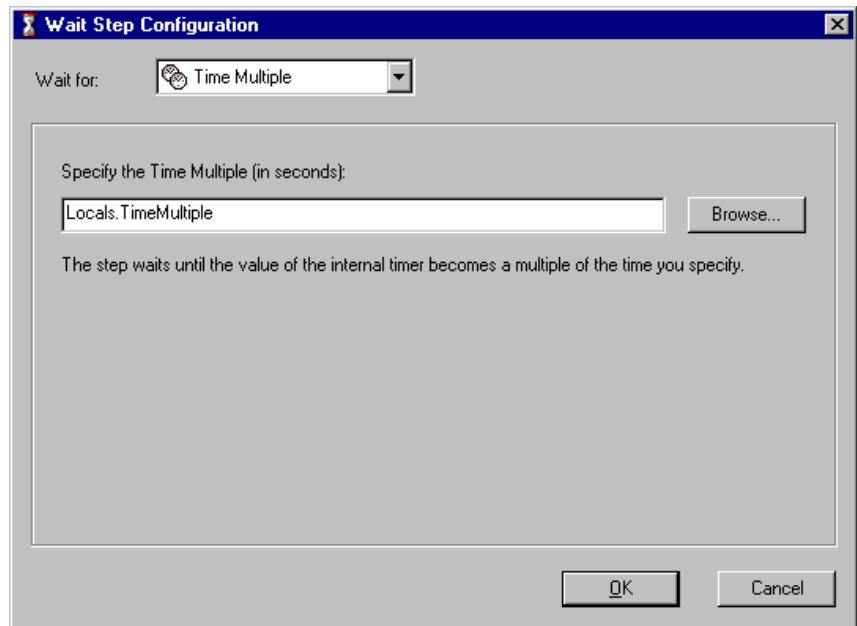 Wait Step Configuration
Wait for:
Time Multiple
Specify the Time Multiple (in seconds):
Locals.TimeMultiple
Browse...
The step waits until the value of the internal timer becomes a multiple of the time you specify.
OK
Cancel